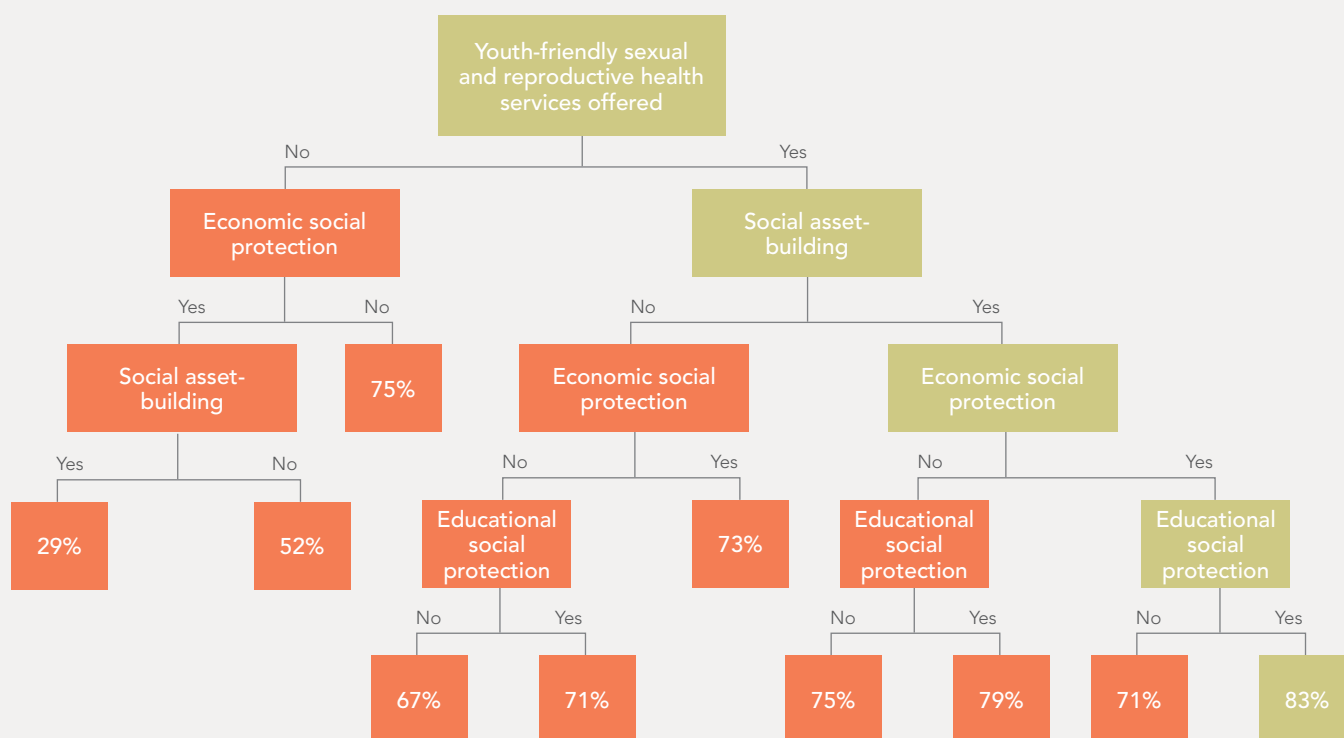 Youth-friendly sexual
and reproductive health
services offered
No
Yes
Economic social
protection
Social asset-
building
Yes
No
No
Yes
Social asset-
building
75%
Economic social
protection
Economic social
protection
Yes
No
No
Yes
No
Yes
29%
52%
Educational
social
protection
73%
Educational
social
protection
Educational
social
protection
No
Yes
No
Yes
No
Yes
67%
71%
75%
79%
71%
83%